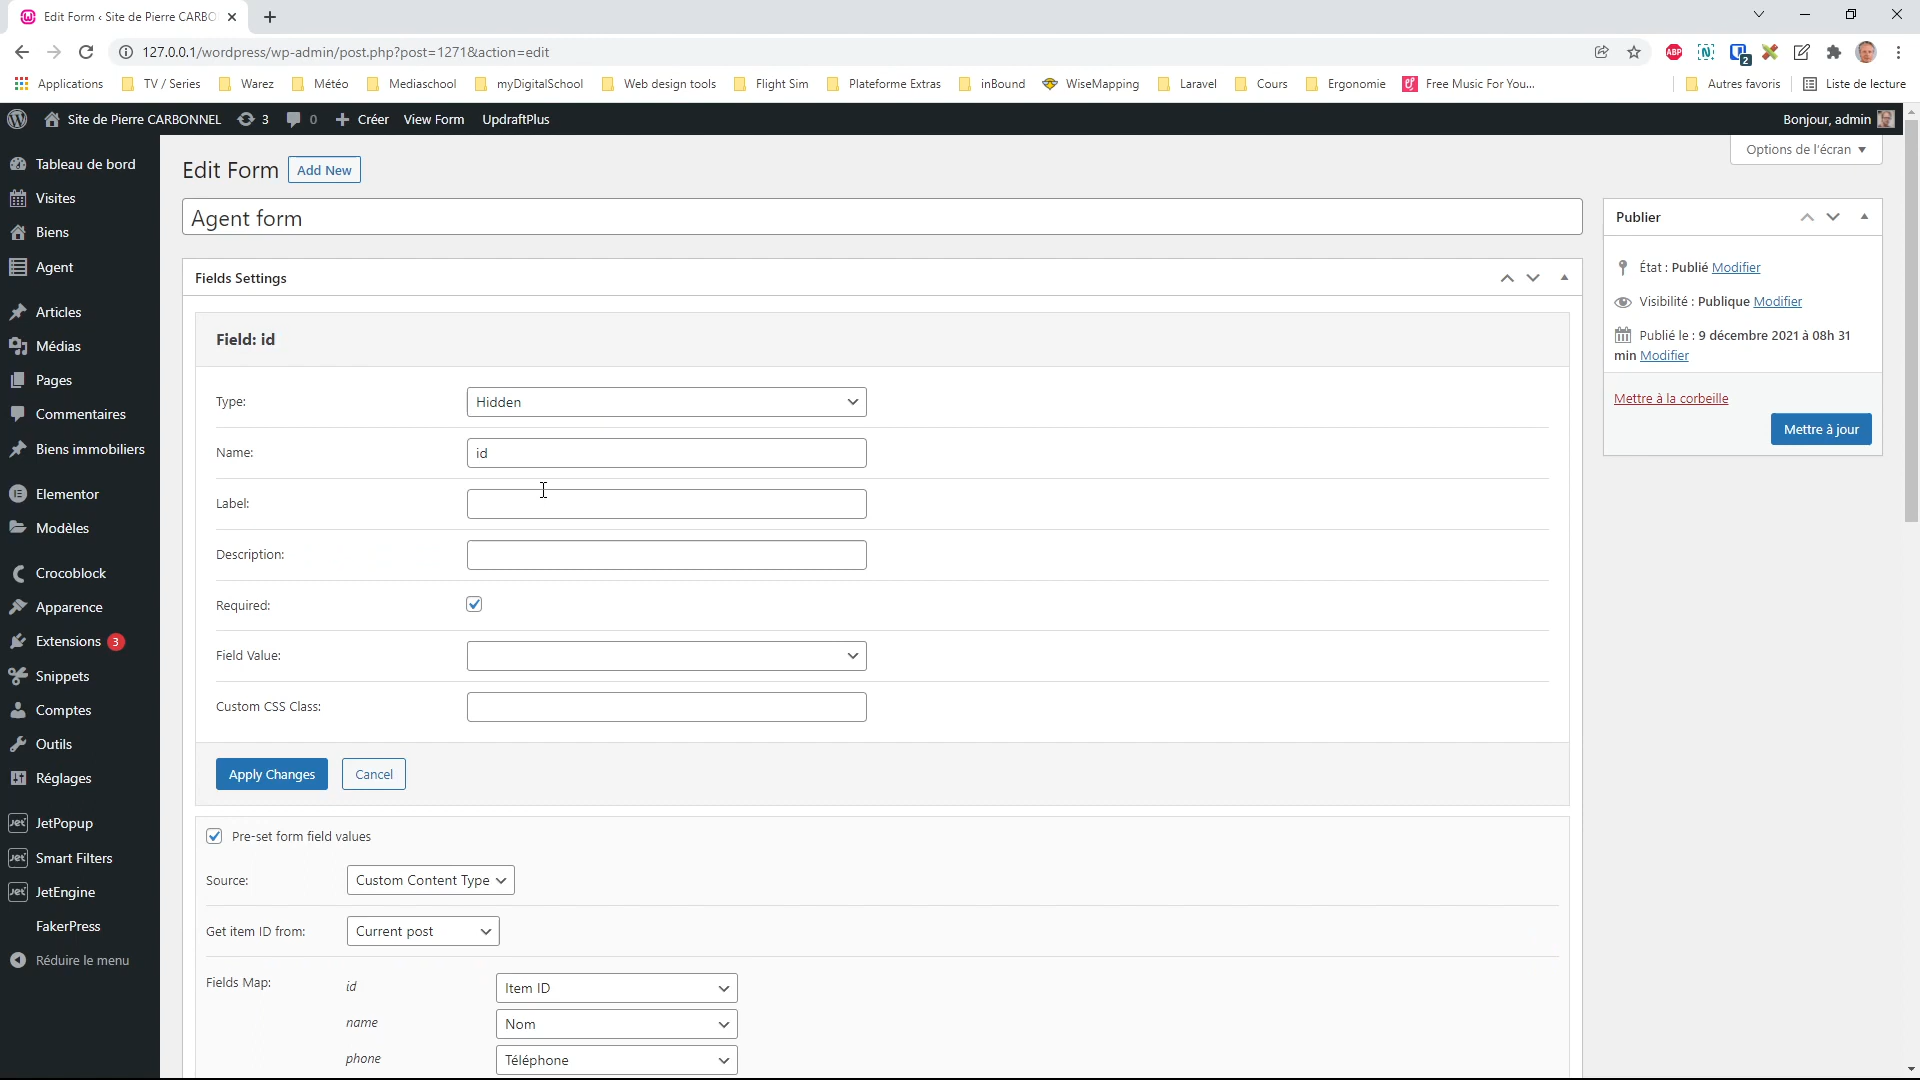 Edit Form ‹ Site de Pierre CARBO
127.0.0.1/wordpress/wp-admin/post.php?post=1271&action=edit
ABP
N
2
Applications
TV / Series
Warez
Météo
Mediaschool
myDigitalSchool
Web design tools
Flight Sim
Plateforme Extras
inBound
WiseMapping
Laravel
Cours
Ergonomie
Free Music For You...
Autres favoris
Liste de lecture
Site de Pierre CARBONNEL
3
0
Créer
View Form
UpdraftPlus
Bonjour, admin
Options de l'écran
Tableau de bord
Visites
Biens
Agent
Articles
Médias
Pages
Commentaires
Biens immobiliers
Elementor
Modèles
Crocoblock
Apparence
Extensions 3
Snippets
Comptes
Outils
Réglages
Jet JetPopup
Jet Smart Filters
Jet JetEngine
FakerPress
Réduire le menu
Edit Form
Add New
Agent form
Fields Settings
Field: id
Type:
Hidden
Name:
id
Label:
Description:
Required:
Field Value:
Custom CSS Class:
Apply Changes
Cancel
Pre-set form field values
Source:
Custom Content Type
Get item ID from:
Current post
Fields Map:
id
Item ID
name
Nom
phone
Téléphone
Publier
État : Publié Modifier
Visibilité : Publique Modifier
Publié le : 9 décembre 2021 à 08h 31
min Modifier
Mettre à la corbeille
Mettre à jour